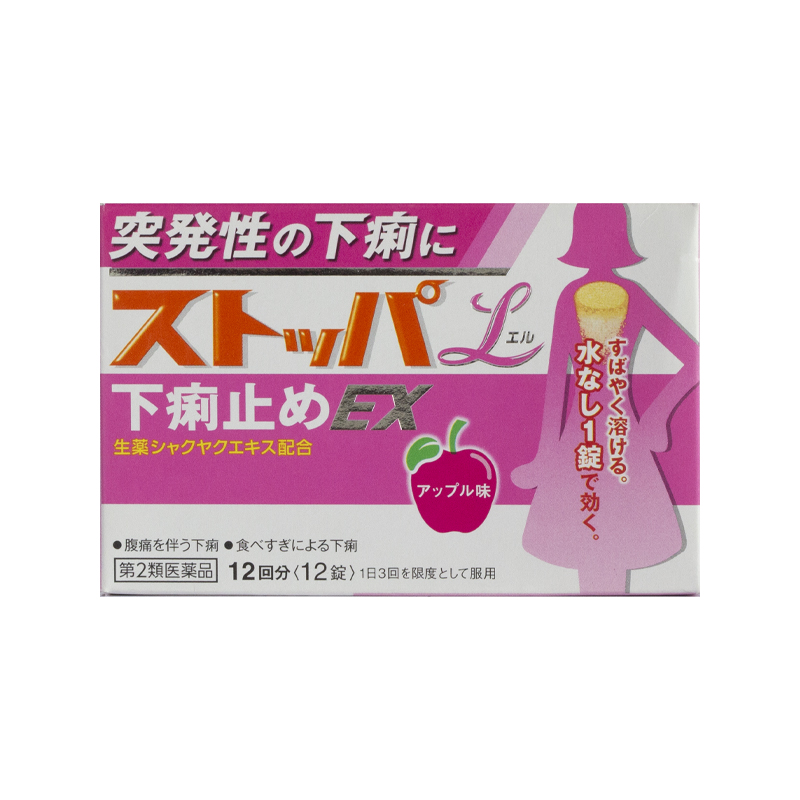 突発性の下痢に
ストッパ L
エル
下痢止めEX
生薬シャクヤクエキス配合
アップル味
すばやく溶ける。
水なし1錠で効く。
●腹痛を伴う下痢 ●食べすぎによる下痢
第2類医薬品 12回分〈12錠〉 1日3回を限度として服用